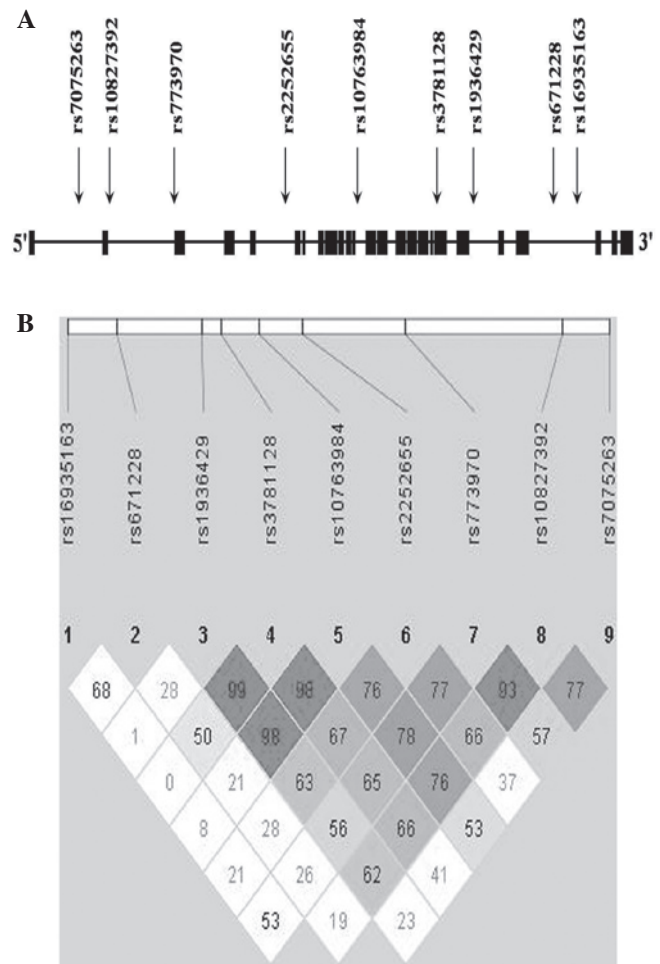 A
rs7075263
rs10827392
rs773970
rs2252655
rs10763984
rs3781128
rs1936429
rs671228
rs16935163
5' 3'
B
rs16935163
rs671228
rs1936429
rs3781128
rs10763984
rs2252655
rs773970
rs10827392
rs7075263
1 2 3 4 5 6 7 8 9
68 28 99 98 76 77 93 77
1 50 98 67 78 66 57
0 21 63 65 76 37
8 28 56 66 53
21 26 62 41
53 19 23